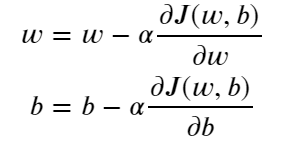 w = w − α ∂J(w, b) / ∂w
b = b − α ∂J(w, b) / ∂b